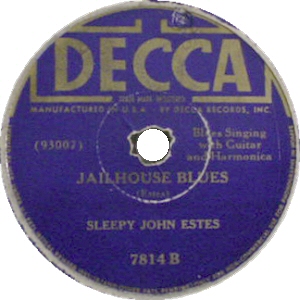 DECCA
MANUFACTURED IN U.S.A. BY DECCA RECORDS, INC.
(93007)
Blues Singing
with Guitar
and Harmonica
JAILHOUSE BLUES
(Estes)
SLEEPY JOHN ESTES
7814 B